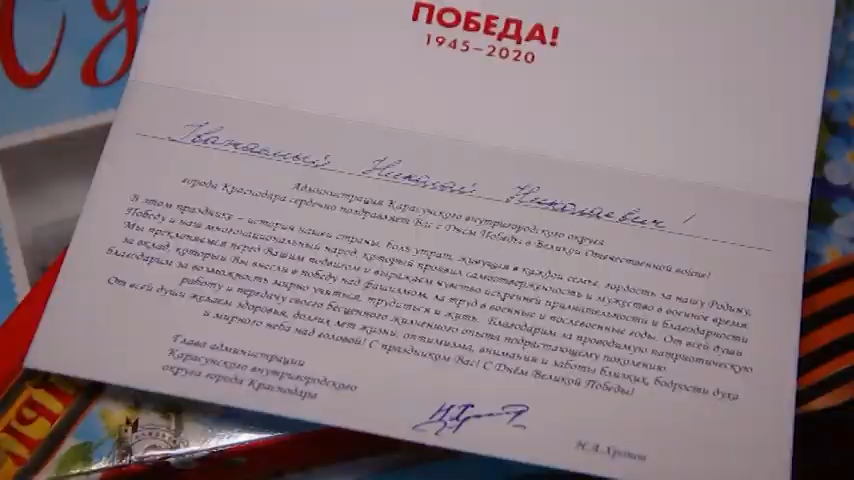 ПОБЕДА!
1945–2020
Уважаемый Николай Николаевич!
Администрация Карасунского внутригородского округа
города Краснодара сердечно поздравляет Вас с Днём Победы в Великой Отечественной войне!
В этом празднике – история нашей страны, боль утрат, живущая в каждой семье, гордость за нашу Родину,
Победу и наш многонациональный народ, который проявил самоотверженность и мужество в военное время.
Мы преклоняемся перед Вашим подвигом и выражаем чувство искренней признательности и благодарности
за вклад, который Вы внесли в победу над фашизмом, за труд в военные и послевоенные годы. От всей души
благодарим за возможность мирно учиться, трудиться и жить. Благодарим за проводимую патриотическую
работу и передачу своего бесценного жизненного опыта подрастающему поколению.
От всей души желаем здоровья, долгих лет жизни, оптимизма, внимания и заботы близких, бодрости духа
и мирного неба над головой! С праздником Вас! С Днём Великой Победы!
Глава администрации
Карасунского внутригородского
округа города Краснодара
Н.А.Хропов